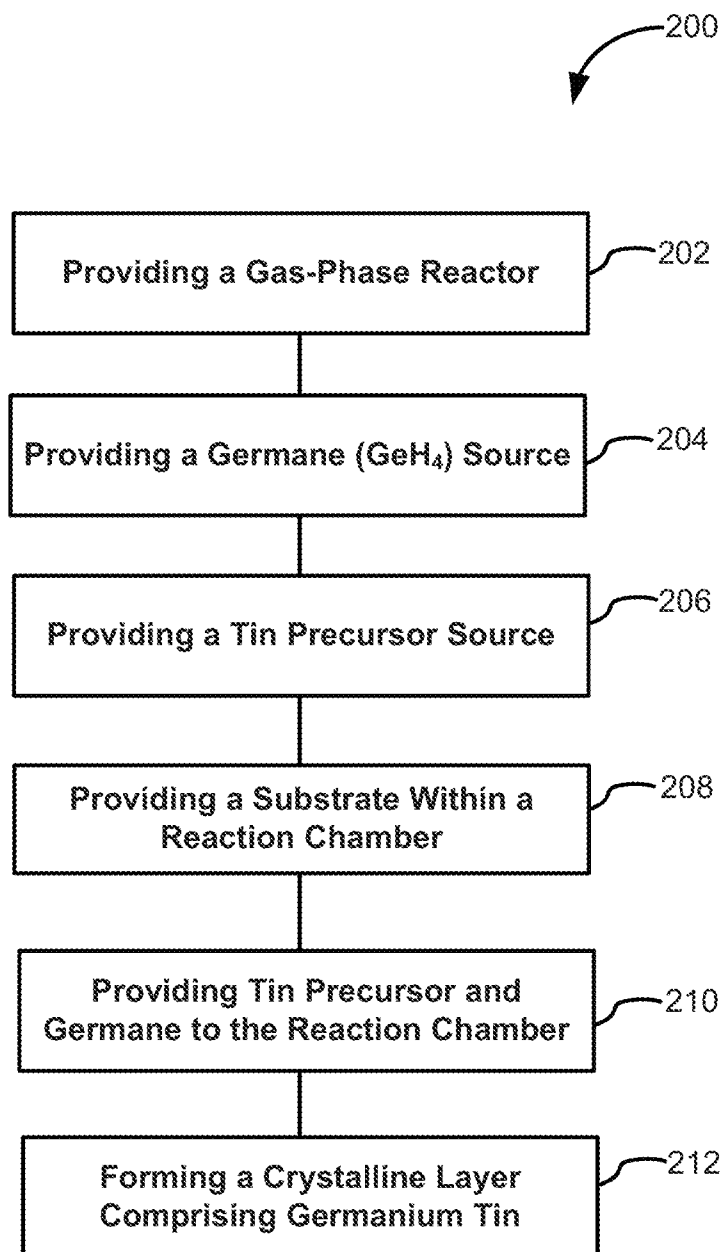 200
Providing a Gas-Phase Reactor
202
Providing a Germane (GeH₄) Source
204
Providing a Tin Precursor Source
206
Providing a Substrate Within a
Reaction Chamber
208
Providing Tin Precursor and
Germane to the Reaction Chamber
210
Forming a Crystalline Layer
Comprising Germanium Tin
212